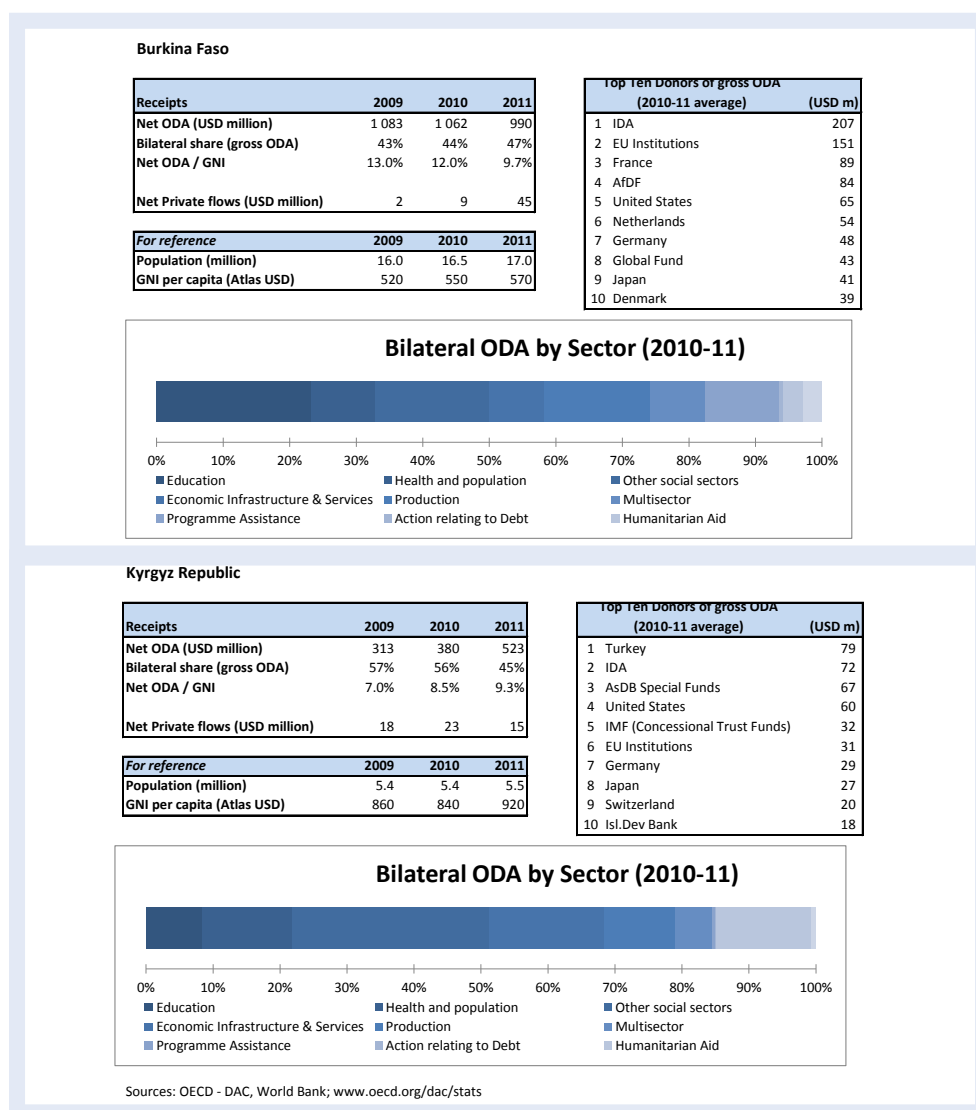 Burkina Faso
Receipts 2009 2010 2011
Net ODA (USD million) 1 083 1 062 990
Bilateral share (gross ODA) 43% 44% 47%
Net ODA / GNI 13.0% 12.0% 9.7%
Net Private flows (USD million) 2 9 45
For reference 2009 2010 2011
Population (million) 16.0 16.5 17.0
GNI per capita (Atlas USD) 520 550 570
Top Ten Donors of gross ODA
(2010-11 average) (USD m)
1 IDA 207
2 EU Institutions 151
3 France 89
4 AfDF 84
5 United States 65
6 Netherlands 54
7 Germany 48
8 Global Fund 43
9 Japan 41
10 Denmark 39
Bilateral ODA by Sector (2010-11)
0% 10% 20% 30% 40% 50% 60% 70% 80% 90% 100%
Education Health and population Other social sectors
Economic Infrastructure & Services Production Multisector
Programme Assistance Action relating to Debt Humanitarian Aid
Kyrgyz Republic
Receipts 2009 2010 2011
Net ODA (USD million) 313 380 523
Bilateral share (gross ODA) 57% 56% 45%
Net ODA / GNI 7.0% 8.5% 9.3%
Net Private flows (USD million) 18 23 15
For reference 2009 2010 2011
Population (million) 5.4 5.4 5.5
GNI per capita (Atlas USD) 860 840 920
Top Ten Donors of gross ODA
(2010-11 average) (USD m)
1 Turkey 79
2 IDA 72
3 AsDB Special Funds 67
4 United States 60
5 IMF (Concessional Trust Funds) 32
6 EU Institutions 31
7 Germany 29
8 Japan 27
9 Switzerland 20
10 Isl.Dev Bank 18
Bilateral ODA by Sector (2010-11)
0% 10% 20% 30% 40% 50% 60% 70% 80% 90% 100%
Education Health and population Other social sectors
Economic Infrastructure & Services Production Multisector
Programme Assistance Action relating to Debt Humanitarian Aid
Sources: OECD - DAC, World Bank; www.oecd.org/dac/stats